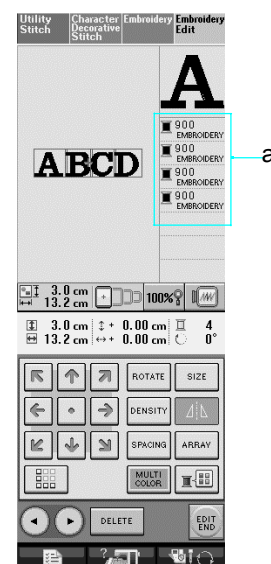 Utility Stitch
Character Decorative Stitch
Embroidery
Embroidery Edit
A
900
EMBROIDERY
900
EMBROIDERY
900
EMBROIDERY
900
EMBROIDERY
a
ABCD
3.0 cm
13.2 cm
100%
3.0 cm
+ 0.00 cm
4
13.2 cm
+ 0.00 cm
0°
ROTATE
SIZE
DENSITY
SPACING
ARRAY
MULTI COLOR
DELETE
EDIT END